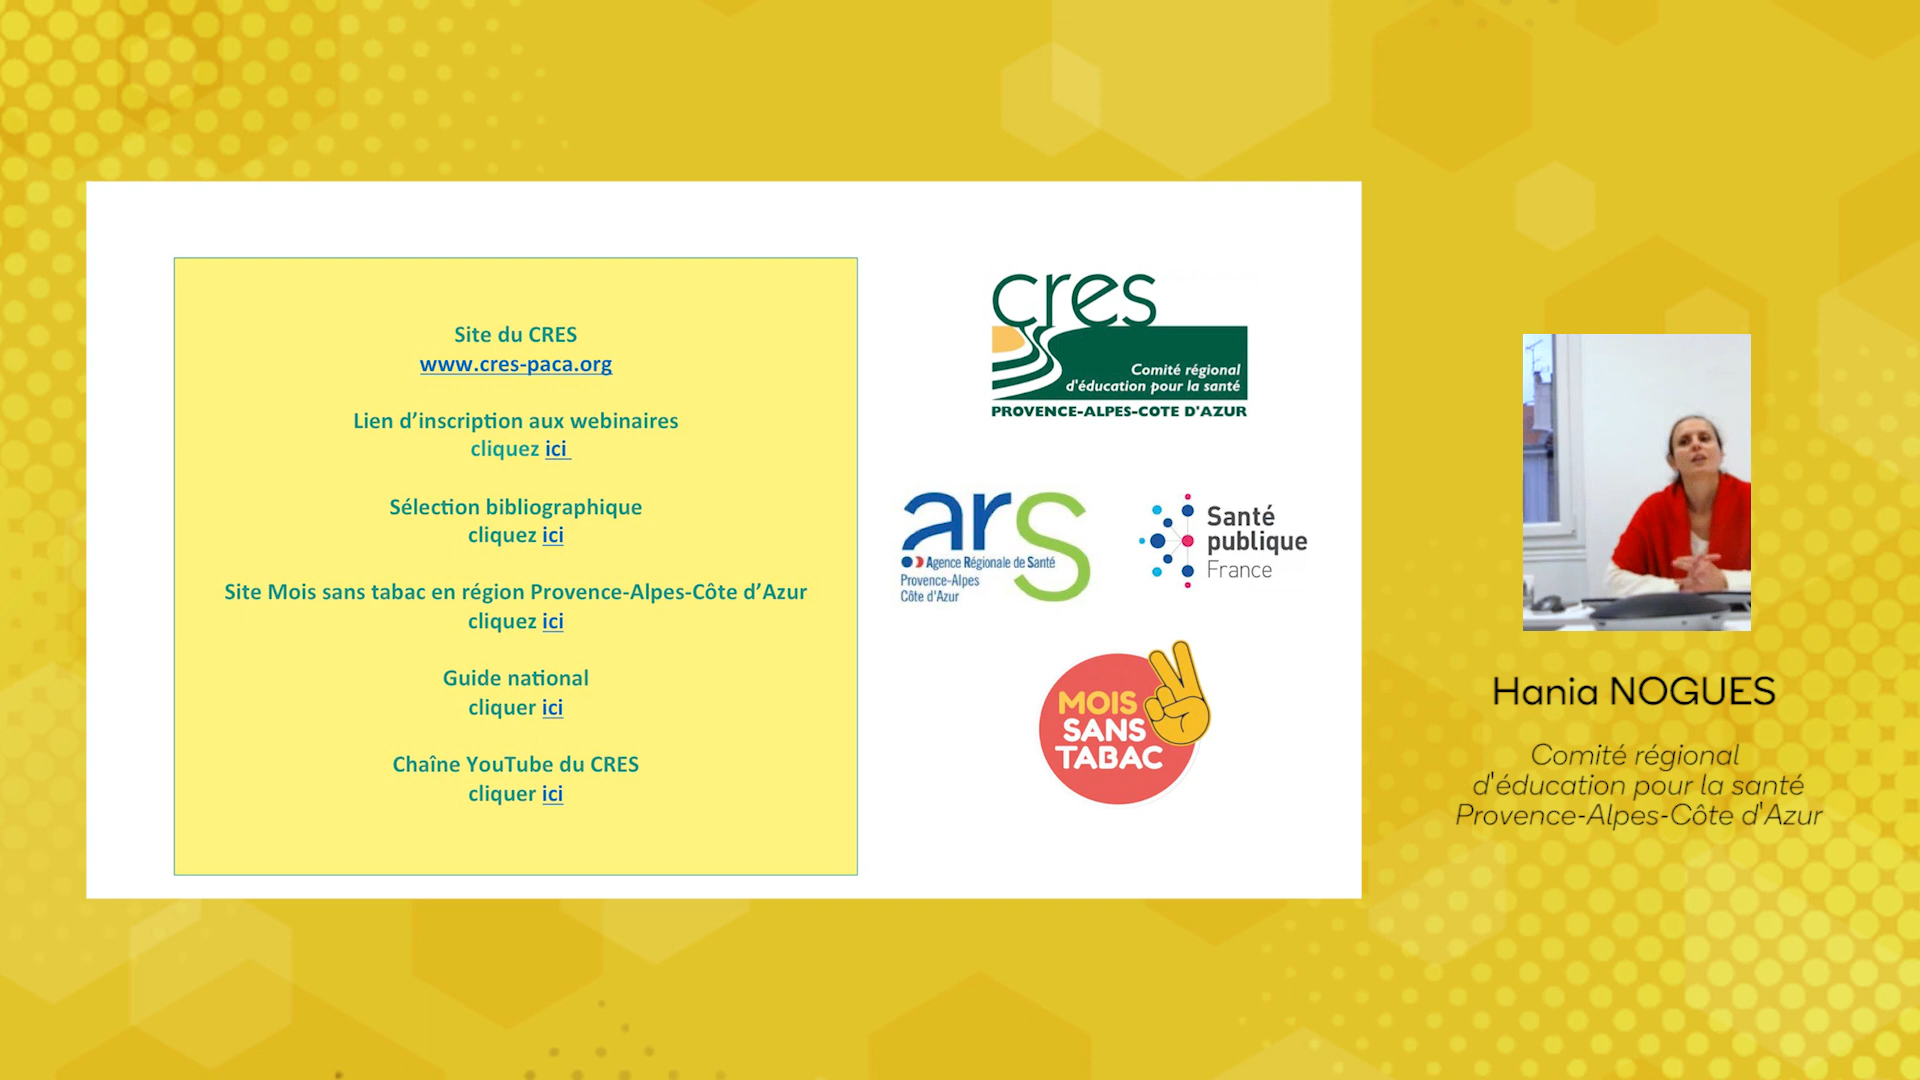 Site du CRES
www.cres-paca.org
Lien d’inscription aux webinaires
cliquez ici
Sélection bibliographique
cliquez ici
Site Mois sans tabac en région Provence-Alpes-Côte d’Azur
cliquez ici
Guide national
cliquer ici
Chaîne YouTube du CRES
cliquer ici
cres
Comité régional
d'éducation pour la santé
PROVENCE-ALPES-COTE D'AZUR
ars
Agence Régionale de Santé
Provence-Alpes
Côte d'Azur
Santé
publique
France
MOIS
SANS
TABAC
Hania NOGUES
Comité régional
d'éducation pour la santé
Provence-Alpes-Côte d'Azur